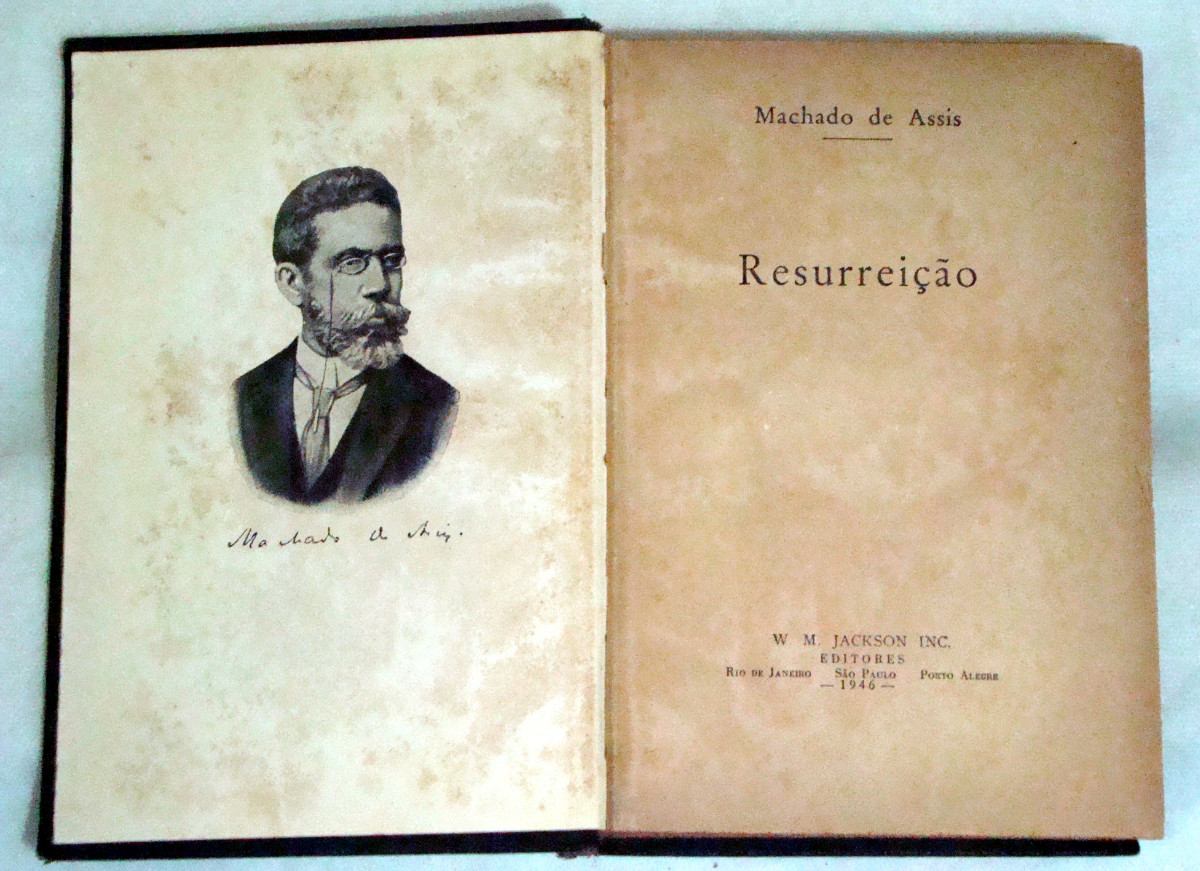 Machado de Assis.
Machado de Assis
Resurreição
W. M. JACKSON INC.
EDITORES
RIO DE JANEIRO SÃO PAULO PORTO ALEGRE
— 1946 —